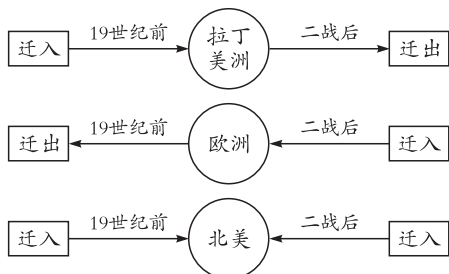 迁入 19世纪前 拉丁美洲 二战后 迁出
迁出 19世纪前 欧洲 二战后 迁入
迁入 19世纪前 北美 二战后 迁入